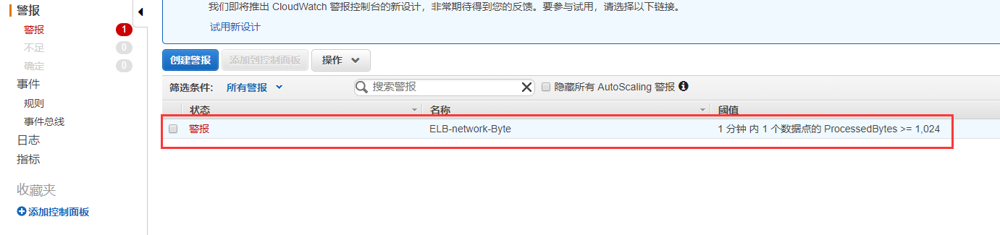 警报
警报 1
不足 0
确定 0
事件
规则
事件总线
日志
指标
收藏夹
添加控制面板
我们即将推出 CloudWatch 警报控制台的新设计，非常期待得到您的反馈。要参与试用，请选择以下链接。
试用新设计
创建警报 添加到控制面板 操作
筛选条件: 所有警报 搜索警报 隐藏所有 AutoScaling 警报
状态 名称 阈值
警报 ELB-network-Byte 1 分钟 内 1 个数据点的 ProcessedBytes >= 1,024